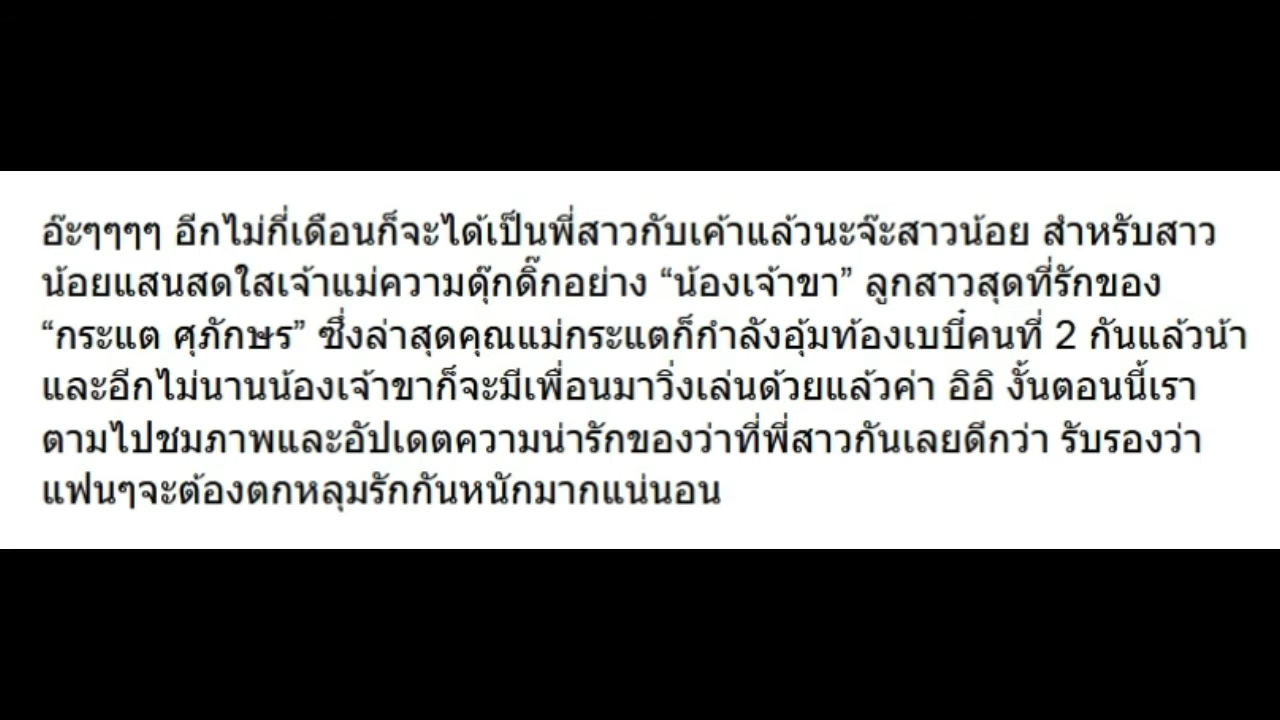 อ๊ะๆๆๆๆ อีกไม่กี่เดือนก็จะได้เป็นพี่สาวกับเค้าแล้วนะจ๊ะสาวน้อย สำหรับสาว
น้อยแสนสดใสเจ้าแม่ความดุ๊กดิ๊กอย่าง “น้องเจ้าขา” ลูกสาวสุดที่รักของ
“กระแต ศุภักษร” ซึ่งล่าสุดคุณแม่กระแตก็กำลังอุ้มท้องเบบี๋คนที่ 2 กันแล้วน้า
และอีกไม่นานน้องเจ้าขาก็จะมีเพื่อนมาวิ่งเล่นด้วยแล้วค่า อิอิ งั้นตอนนี้เรา
ตามไปชมภาพและอัปเดตความน่ารักของว่าที่พี่สาวกันเลยดีกว่า รับรองว่า
แฟนๆจะต้องตกหลุมรักกันหนักมากแน่นอน